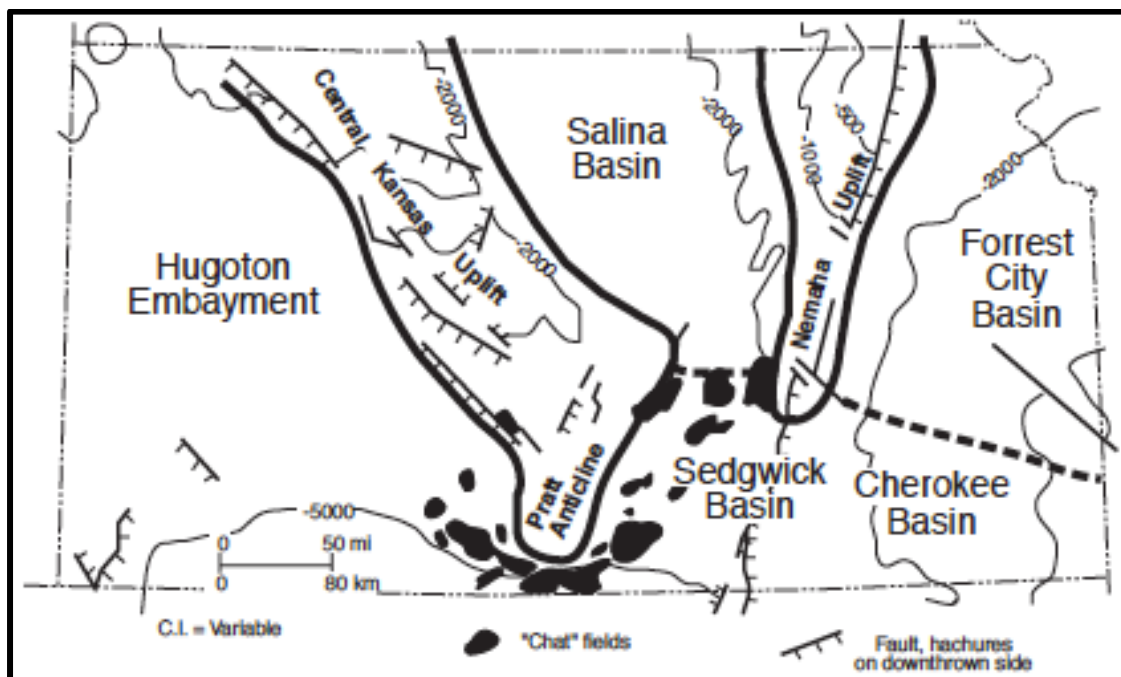 Central
Kansas
Uplift
-2000
-2000
Salina
Basin
-2000
-1000
-500
Uplift
Nemaha
-2000
Hugoton
Embayment
Forrest
City
Basin
Pratt
Anticline
Sedgwick
Basin
Cherokee
Basin
-5000
0 50 mi
0 80 km
C.I. = Variable
"Chat" fields
Fault, hachures
on downthrown side